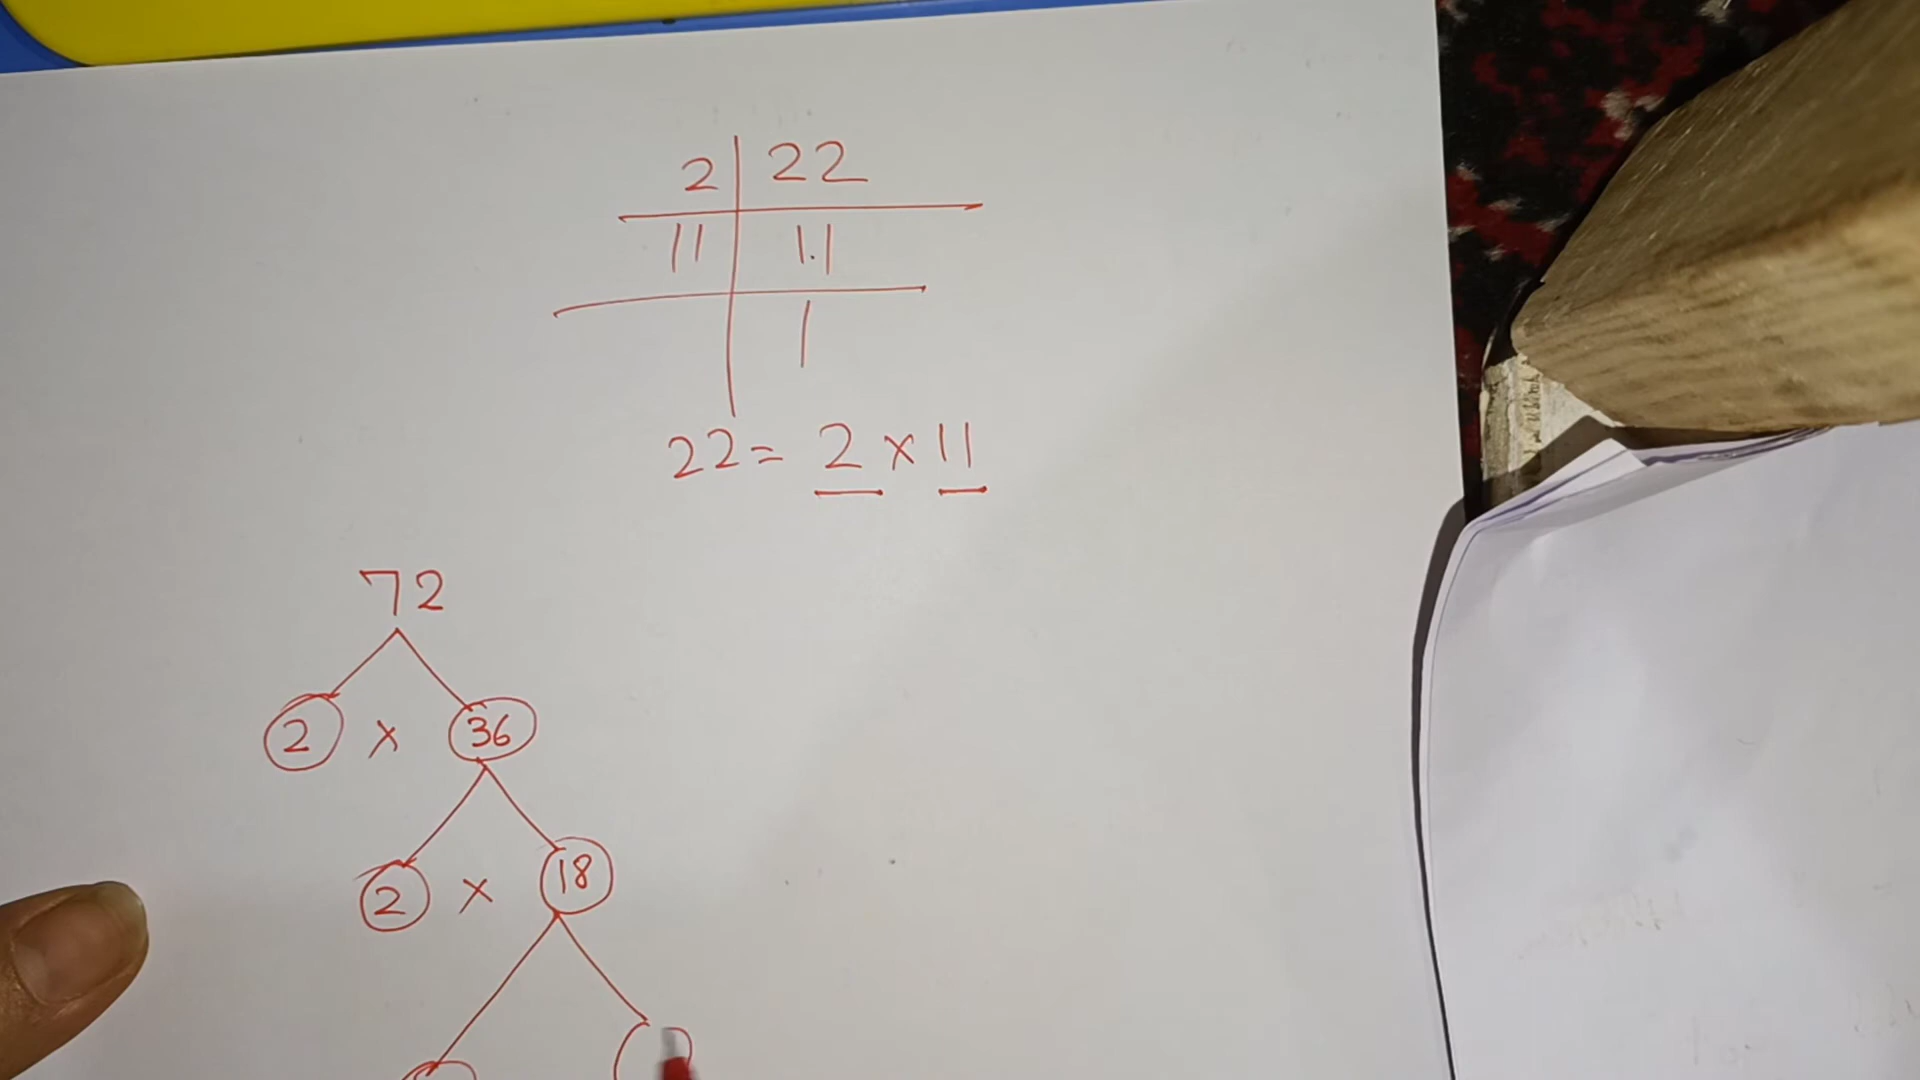 2 | 22
11 | 11
1
22 = 2 x 11
72
2 x 36
2 x 18